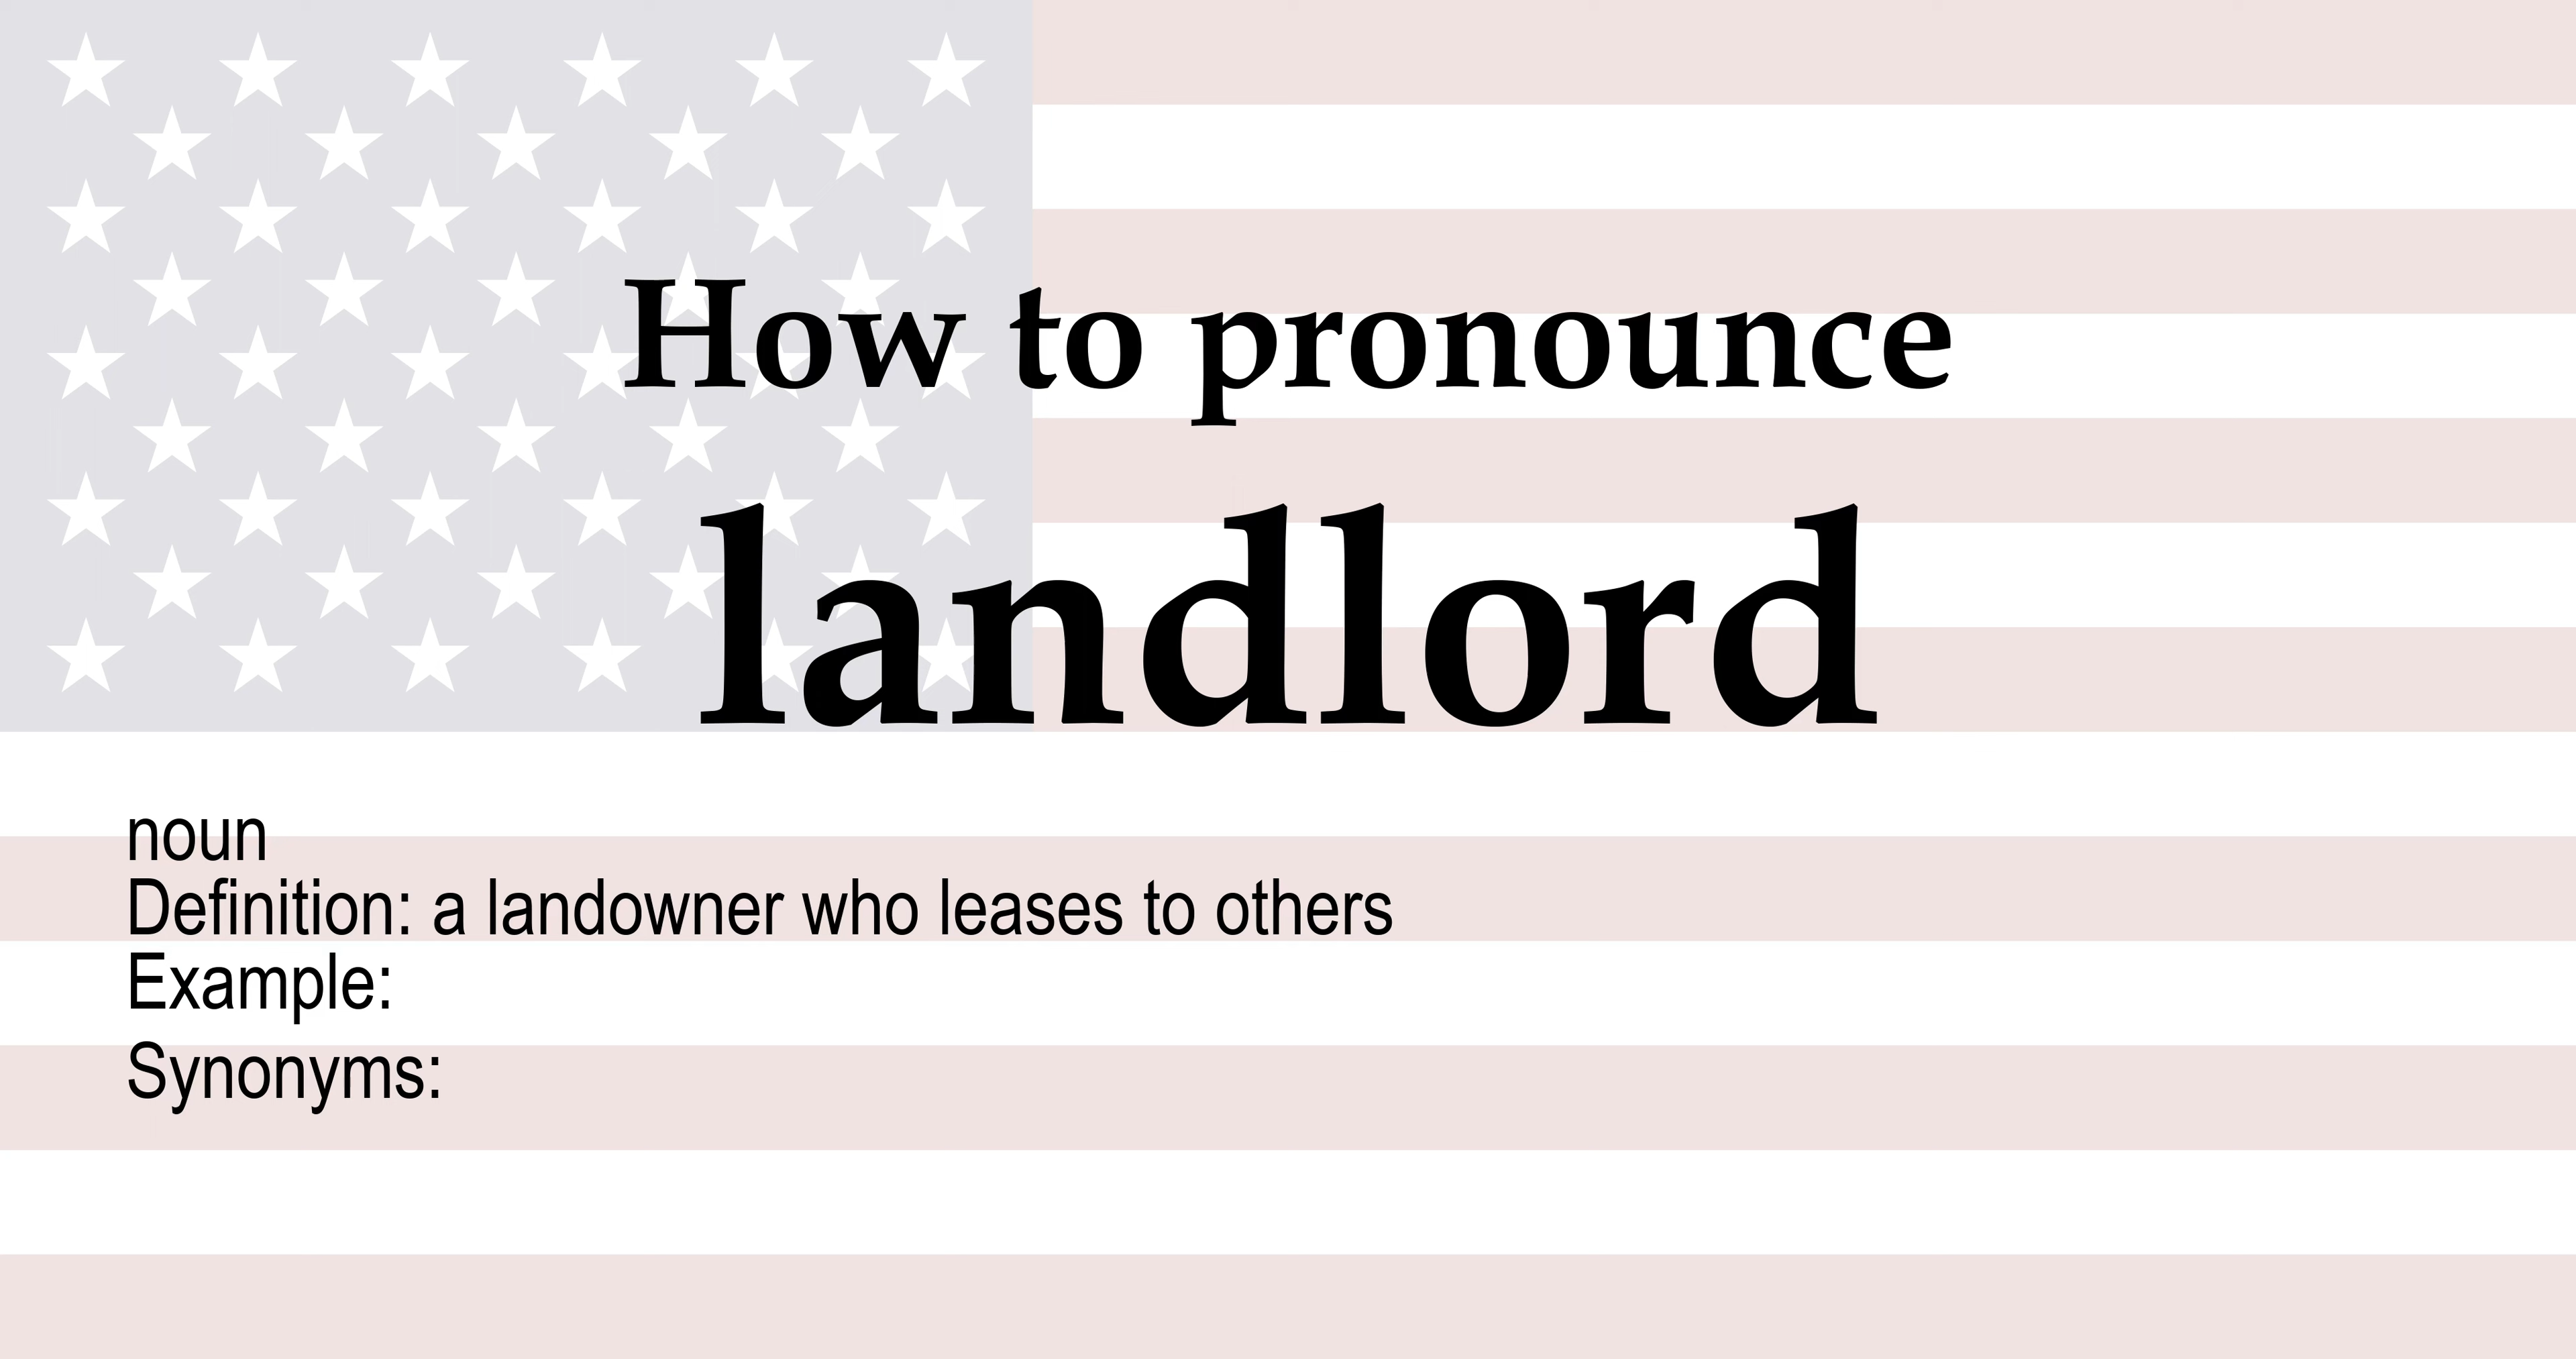 How to pronounce
landlord
noun
Definition: a landowner who leases to others
Example:
Synonyms: